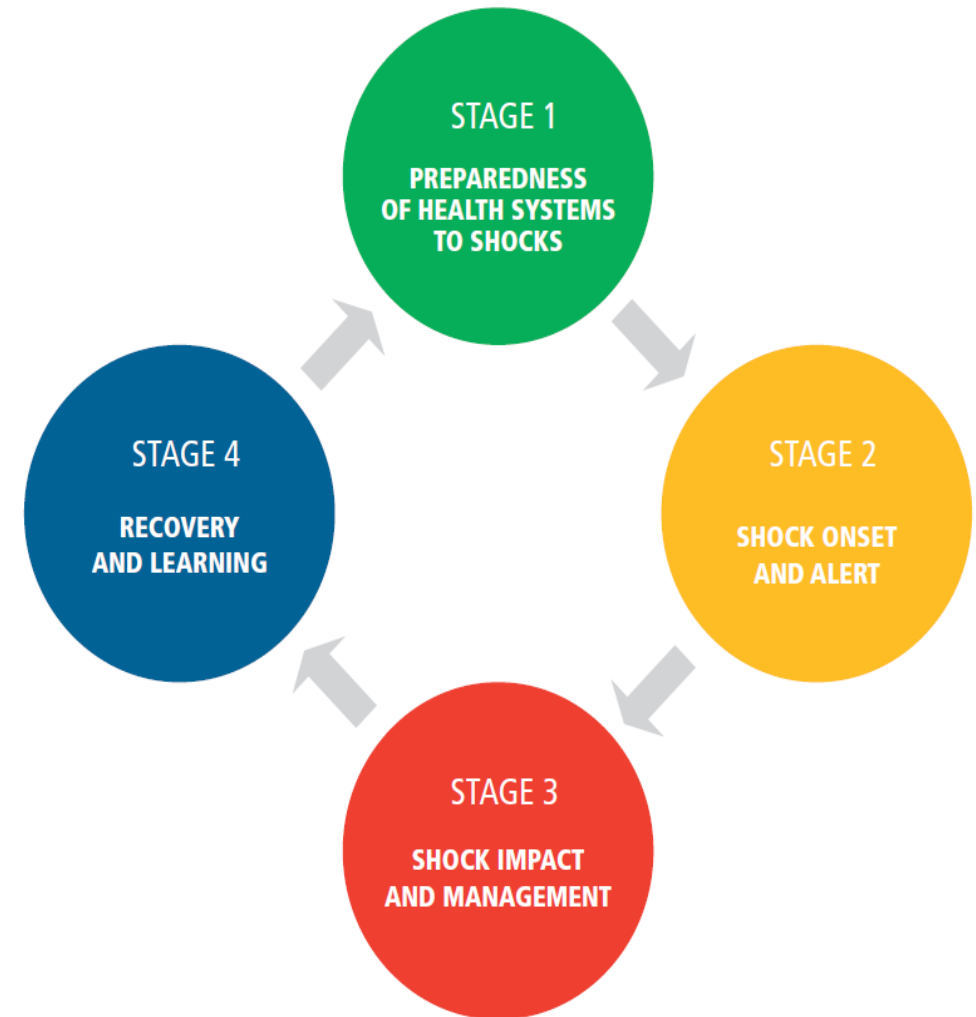 STAGE 1
PREPAREDNESS
OF HEALTH SYSTEMS
TO SHOCKS
STAGE 2
SHOCK ONSET
AND ALERT
STAGE 3
SHOCK IMPACT
AND MANAGEMENT
STAGE 4
RECOVERY
AND LEARNING